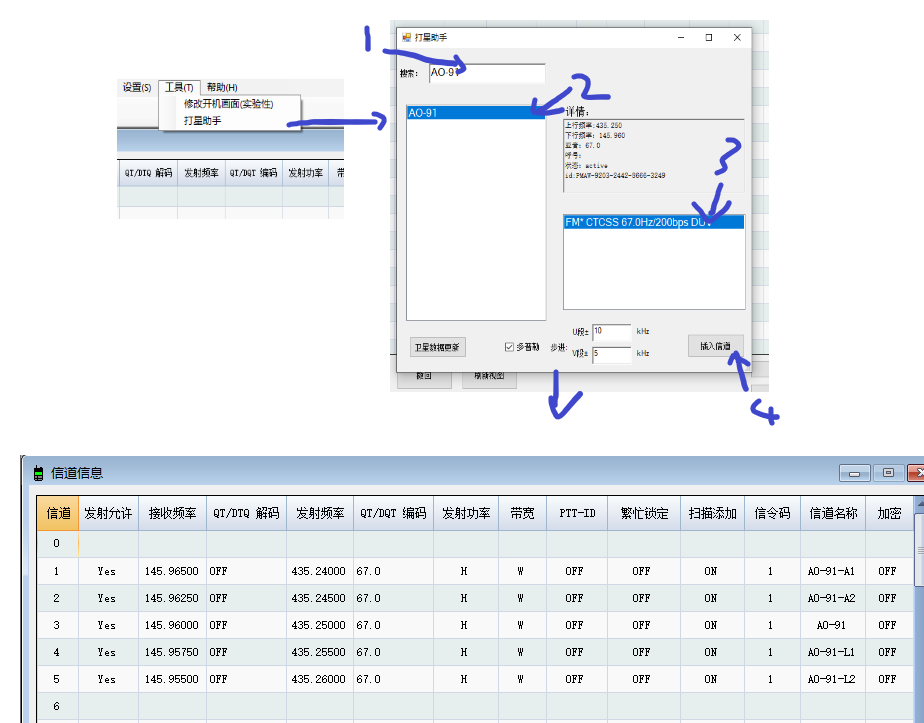 1
打星助手
搜索: AO-91
设置(S) 工具(T) 帮助(H)
修改开机画面(实验性)
打星助手
2
AO-91
详情:
上行频率:435.250
下行频率: 145.960
亚音: 67.0
呼号:
状态: active
id:PMAW-9203-2442-8666-3249
3
QT/DTQ 解码 发射频率 QT/DQT 编码 发射功率 带
FM* CTCSS 67.0Hz/200bps DUV
卫星数据更新 多普勒 步进: U段± 10 kHz
V段± 5 kHz
插入信道
撤回 刷新视图
4
信道信息
信道 发射允许 接收频率 QT/DTQ 解码 发射频率 QT/DQT 编码 发射功率 带宽 PTT-ID 繁忙锁定 扫描添加 信令码 信道名称 加密
0
1 Yes 145.96500 OFF 435.24000 67.0 H W OFF OFF ON 1 AO-91-A1 OFF
2 Yes 145.96250 OFF 435.24500 67.0 H W OFF OFF ON 1 AO-91-A2 OFF
3 Yes 145.96000 OFF 435.25000 67.0 H W OFF OFF ON 1 AO-91 OFF
4 Yes 145.95750 OFF 435.25500 67.0 H W OFF OFF ON 1 AO-91-L1 OFF
5 Yes 145.95500 OFF 435.26000 67.0 H W OFF OFF ON 1 AO-91-L2 OFF
6